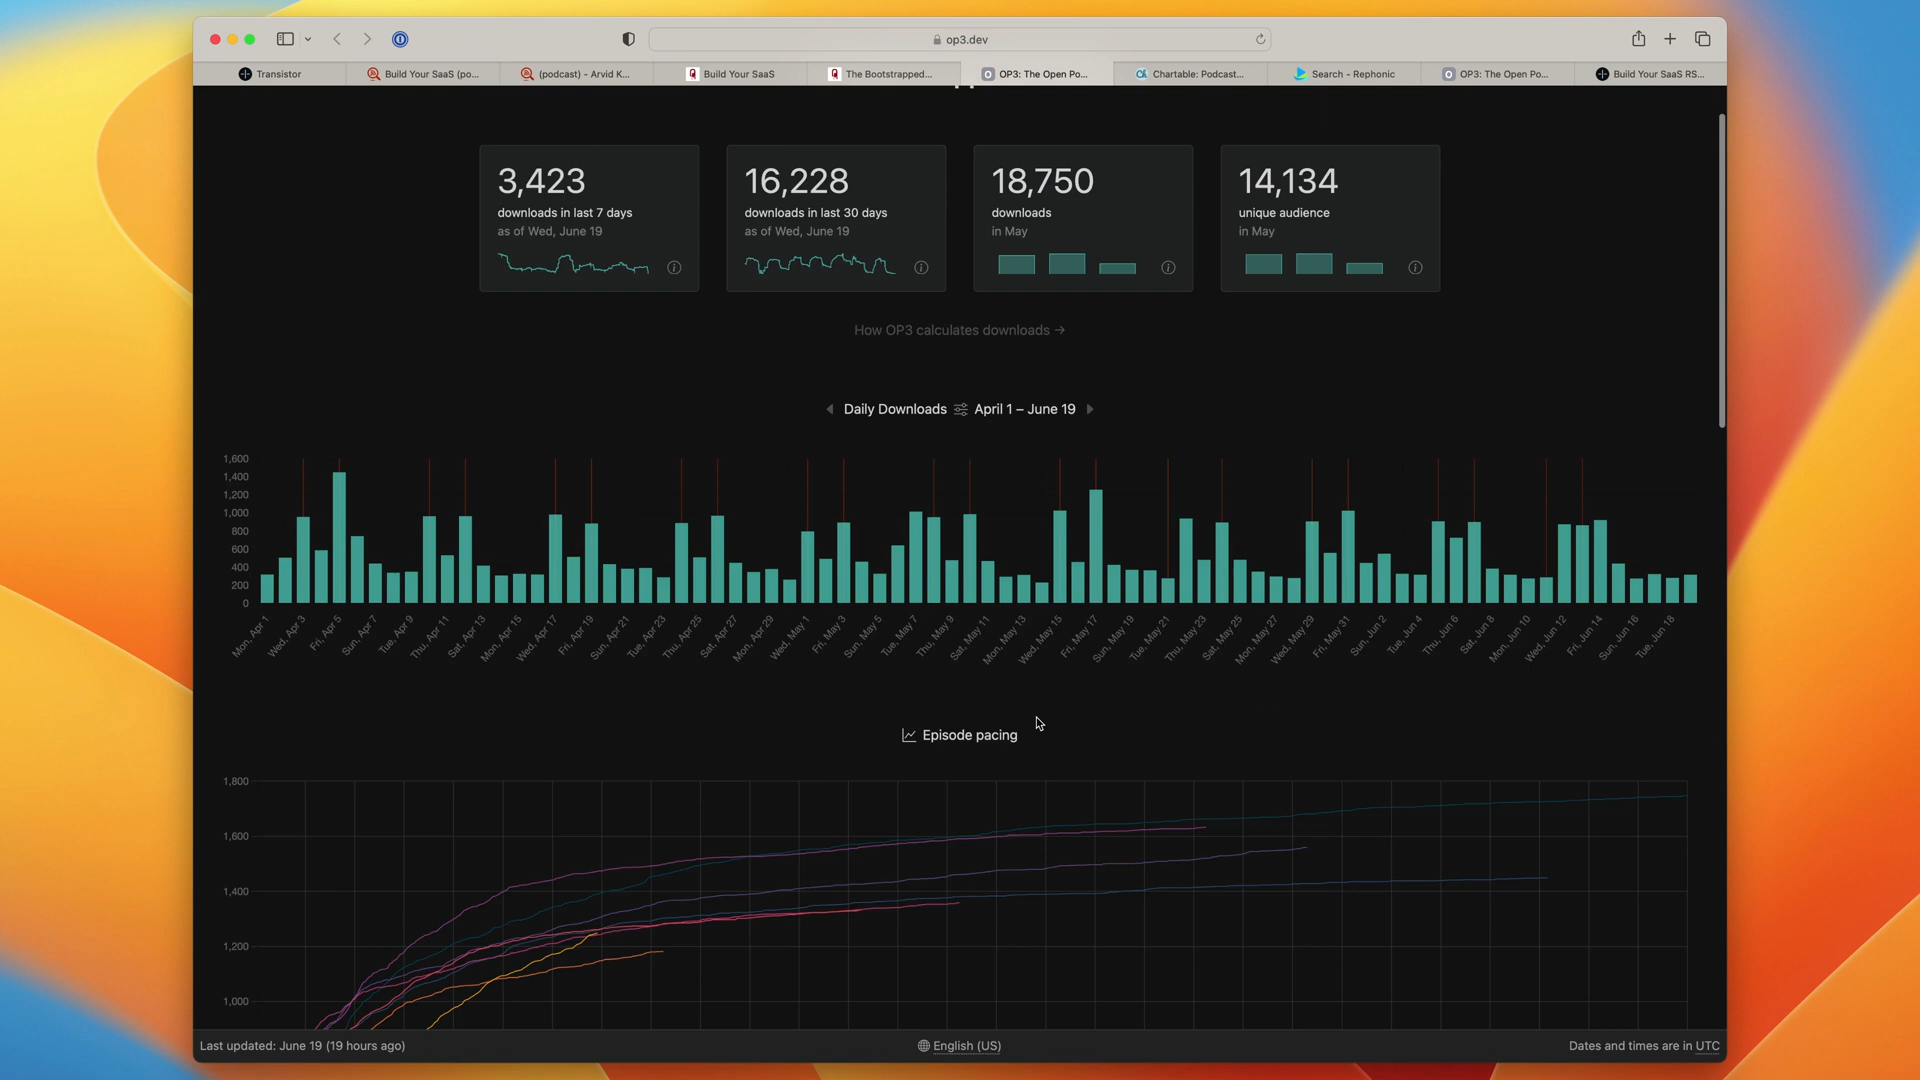 op3.dev
Transistor
Build Your SaaS (po...
(podcast) - Arvid K...
Build Your SaaS
The Bootstrapped...
OP3: The Open Po...
Chartable: Podcast...
Search - Rephonic
OP3: The Open Po...
Build Your SaaS RS...
3,423
downloads in last 7 days
as of Wed, June 19
16,228
downloads in last 30 days
as of Wed, June 19
18,750
downloads
in May
14,134
unique audience
in May
How OP3 calculates downloads →
Daily Downloads April 1 – June 19
1,600
1,400
1,200
1,000
800
600
400
200
0
Mon, Apr 1
Wed, Apr 3
Fri, Apr 5
Sun, Apr 7
Tue, Apr 9
Thu, Apr 11
Sat, Apr 13
Mon, Apr 15
Wed, Apr 17
Fri, Apr 19
Sun, Apr 21
Tue, Apr 23
Thu, Apr 25
Sat, Apr 27
Mon, Apr 29
Wed, May 1
Fri, May 3
Sun, May 5
Tue, May 7
Thu, May 9
Sat, May 11
Mon, May 13
Wed, May 15
Fri, May 17
Sun, May 19
Tue, May 21
Thu, May 23
Sat, May 25
Mon, May 27
Wed, May 29
Fri, May 31
Sun, Jun 2
Tue, Jun 4
Thu, Jun 6
Sat, Jun 8
Mon, Jun 10
Wed, Jun 12
Fri, Jun 14
Sun, Jun 16
Tue, Jun 18
Episode pacing
1,800
1,600
1,400
1,200
1,000
Last updated: June 19 (19 hours ago)
English (US)
Dates and times are in UTC